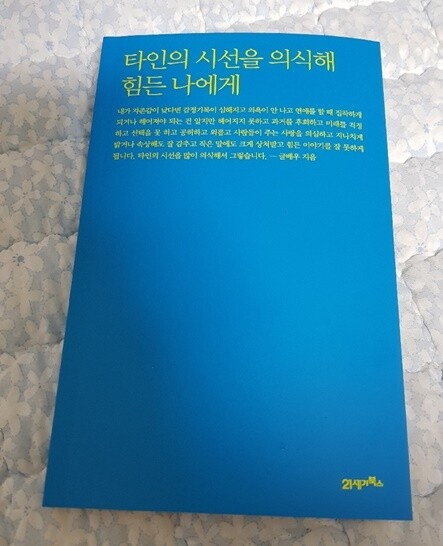 타인의 시선을 의식해
힘든 나에게
내가 자존감이 낮다면 감정기복이 심해지고 의욕이 안 나고 연애를 할 때 집착하게
되거나 헤어져야 되는 건 알지만 헤어지지 못하고 과거를 후회하고 미래를 걱정
하고 선택을 못 하고 공허하고 외롭고 사람들이 주는 사랑을 의심하고 지나치게
밝거나 속상해도 잘 감추고 작은 말에도 크게 상처받고 힘든 이야기를 잘 못하게
됩니다. 타인의 시선을 많이 의식해서 그렇습니다. — 글배우 지음
21세기북스